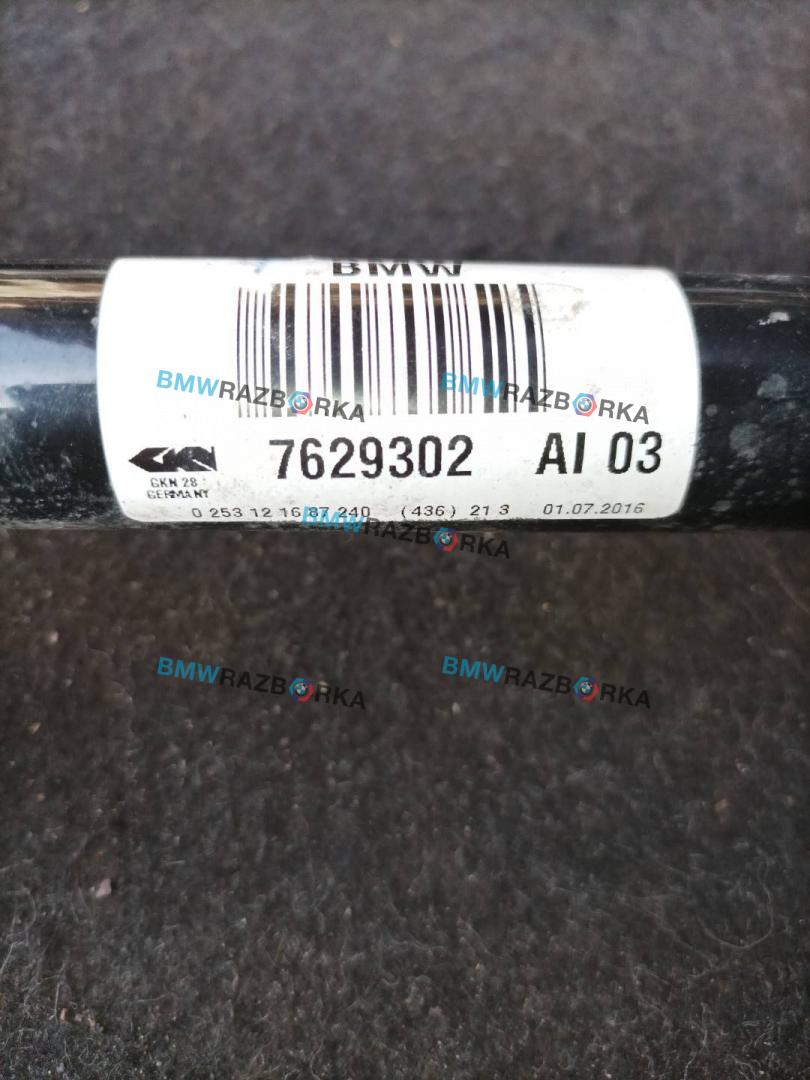 BMW
BMWRAZBORKA
BMWRAZBORKA
GKN 7629302 AI 03
GKN 28
GERMANY
0 253 12 16 87 240 (436) 21 3 01.07.2016
BMWRAZBORKA
BMWRAZBORKA
BMWRAZBORKA